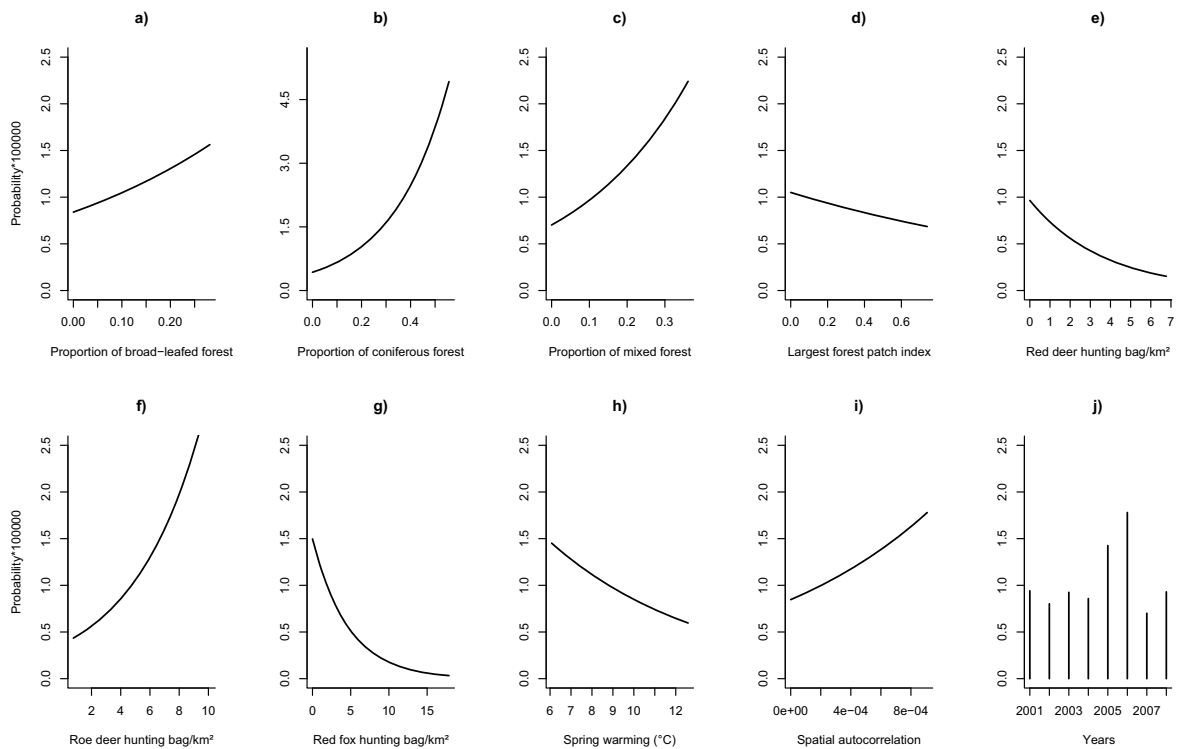 a) b) c) d) e)
2.5 2.0 1.5 1.0 0.5 0.0
4.5 3.0 1.5 0.0
2.5 2.0 1.5 1.0 0.5 0.0
2.5 2.0 1.5 1.0 0.5 0.0
2.5 2.0 1.5 1.0 0.5 0.0
Probability*100000
0.00 0.10 0.20
0.0 0.2 0.4
0.0 0.1 0.2 0.3
0.0 0.2 0.4 0.6
0 1 2 3 4 5 6 7
Proportion of broad−leafed forest
Proportion of coniferous forest
Proportion of mixed forest
Largest forest patch index
Red deer hunting bag/km²
f) g) h) i) j)
2.5 2.0 1.5 1.0 0.5 0.0
2.5 2.0 1.5 1.0 0.5 0.0
2.5 2.0 1.5 1.0 0.5 0.0
2.5 2.0 1.5 1.0 0.5 0.0
2.5 2.0 1.5 1.0 0.5 0.0
Probability*100000
2 4 6 8 10
0 5 10 15
6 7 8 9 10 12
0e+00 4e−04 8e−04
2001 2003 2005 2007
Roe deer hunting bag/km²
Red fox hunting bag/km²
Spring warming (°C)
Spatial autocorrelation
Years